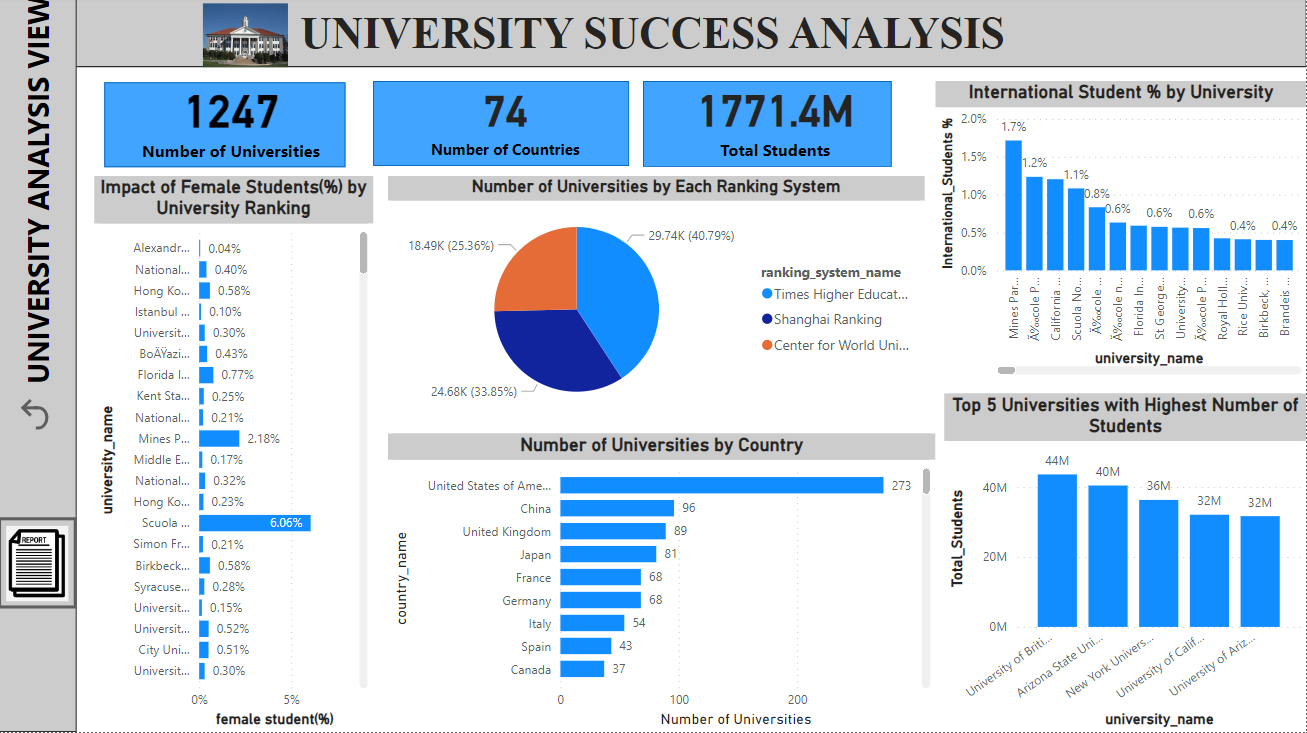 UNIVERSITY ANALYSIS VIEW
REPORT
UNIVERSITY SUCCESS ANALYSIS
1247
Number of Universities
74
Number of Countries
1771.4M
Total Students
Impact of Female Students(%) by
University Ranking
university_name
Alexandr... 0.04%
National... 0.40%
Hong Ko... 0.58%
Istanbul ... 0.10%
Universit... 0.30%
BoÄŸazi... 0.43%
Florida I... 0.77%
Kent Sta... 0.25%
National... 0.21%
Mines P... 2.18%
Middle E... 0.17%
National... 0.32%
Hong Ko... 0.23%
Scuola ... 6.06%
Simon Fr... 0.21%
Birkbeck... 0.58%
Syracuse... 0.28%
Universit... 0.15%
Universit... 0.52%
City Uni... 0.51%
Universit... 0.30%
0% 5%
female student(%)
Number of Universities by Each Ranking System
18.49K (25.36%)
29.74K (40.79%)
24.68K (33.85%)
ranking_system_name
Times Higher Educat...
Shanghai Ranking
Center for World Uni...
Number of Universities by Country
country_name
United States of Ame... 273
China 96
United Kingdom 89
Japan 81
France 68
Germany 68
Italy 54
Spain 43
Canada 37
0 100 200
Number of Universities
International Student % by University
International_Students %
2.0%
1.5%
1.0%
0.5%
0.0%
1.7%
1.2%
1.1%
0.8%
0.6%
0.6%
0.6%
0.4%
0.4%
Mines Par...
Ã‰cole P...
California ...
Scuola No...
Ã‰cole ...
Ã‰cole n...
Florida In...
St George...
University...
Ã‰cole P...
Royal Holl...
Rice Univ...
Birkbeck, ...
Brandeis ...
university_name
Top 5 Universities with Highest Number of
Students
Total_Students
40M
20M
0M
44M
40M
36M
32M
32M
University of Briti...
Arizona State Uni...
New York Univers...
University of Calif...
University of Ariz...
university_name